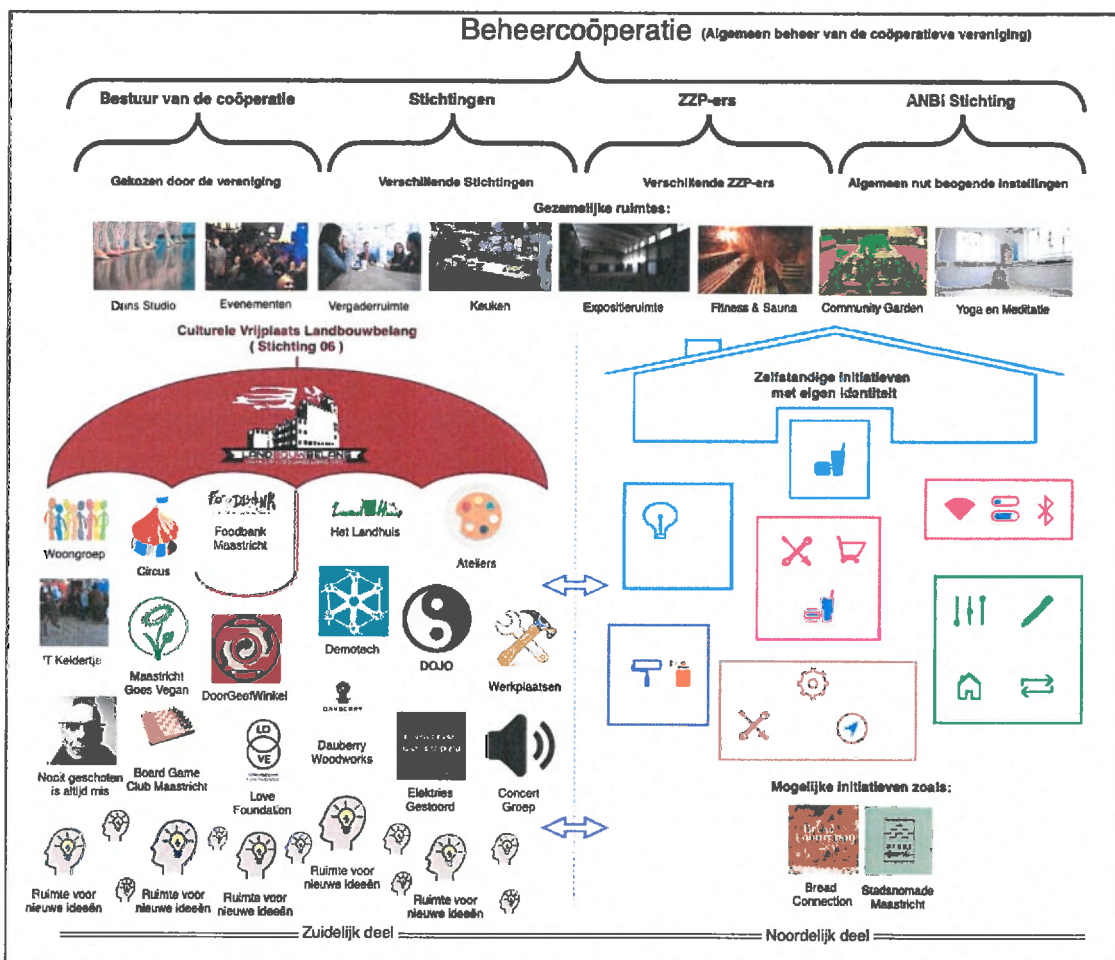 Beheercoöperatie (Algemeen beheer van de coöperatieve vereniging)
Bestuur van de coöperatie
Stichtingen
ZZP-ers
ANBI Stichting
Gekozen door de vereniging
Verschillende Stichtingen
Verschillende ZZP-ers
Algemeen nut beogende instellingen
Gezamelijke ruimtes:
Studio
Evenementen
Vergaderruimte
Keuken
Expositieruimte
Fitness & Sauna
Community Garden
Yoga en Meditatie
Culturele Vrijplaats Landbouwbelang
( Stichting 06 )
Zelfstandige initiatieven
met eigen identiteit
LANDBOUWBELANG
FOODBANK
Woongroep
Circus
Foodbank
Maastricht
Het Landhuis
Ateliers
'T Keldertje
Maastricht
Goes Vegan
DoorGeefWinkel
Demotech
DOJO
Werkplaatsen
DAUBERRY
LO
VE
Nooit geschoten
is altijd mis
Board Game
Club Maastricht
Love
Foundation
Dauberry
Woodworks
Elektries
Gestoord
Concert
Groep
Mogelijke initiatieven zoals:
Bread
Connection
Bread
Connection
Stadsnomade
Maastricht
Ruimte voor
nieuwe ideeën
Ruimte voor
nieuwe ideeën
Ruimte voor
nieuwe ideeën
Ruimte voor
nieuwe ideeën
Ruimte voor
nieuwe ideeën
Zuidelijk deel
Noordelijk deel